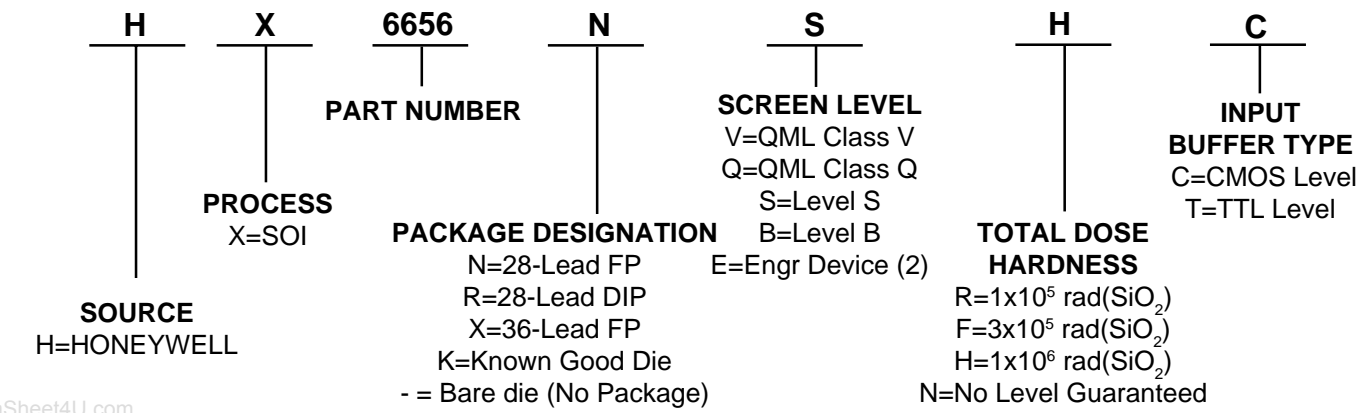 H X 6656 N S H C
PART NUMBER
PROCESS
X=SOI
SOURCE
H=HONEYWELL
PACKAGE DESIGNATION
N=28-Lead FP
R=28-Lead DIP
X=36-Lead FP
K=Known Good Die
- = Bare die (No Package)
SCREEN LEVEL
V=QML Class V
Q=QML Class Q
S=Level S
B=Level B
E=Engr Device (2)
TOTAL DOSE
HARDNESS
R=1x10⁵ rad(SiO₂)
F=3x10⁵ rad(SiO₂)
H=1x10⁶ rad(SiO₂)
N=No Level Guaranteed
INPUT
BUFFER TYPE
C=CMOS Level
T=TTL Level